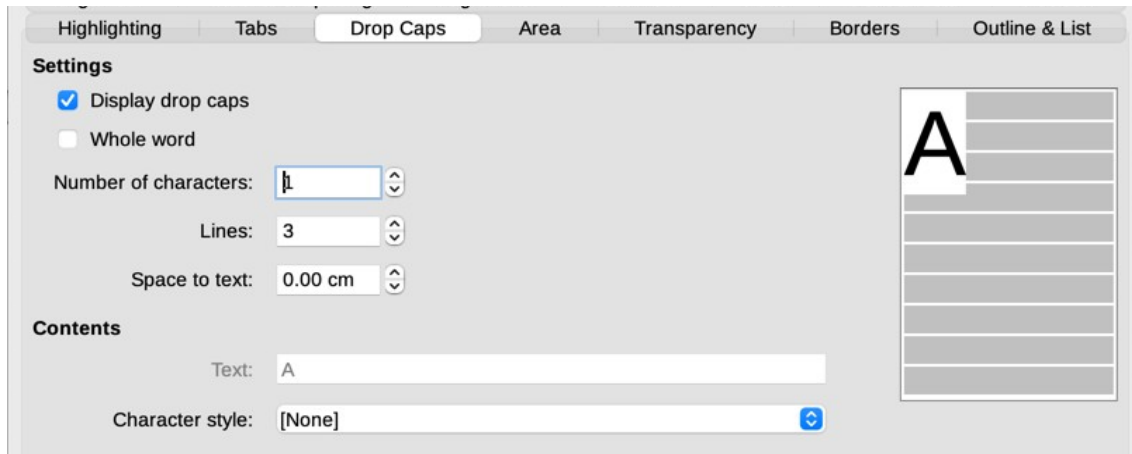 Highlighting Tabs Drop Caps Area Transparency Borders Outline & List
Settings
Display drop caps
Whole word
Number of characters: 1
Lines: 3
Space to text: 0.00 cm
Contents
Text: A
Character style: [None]
A